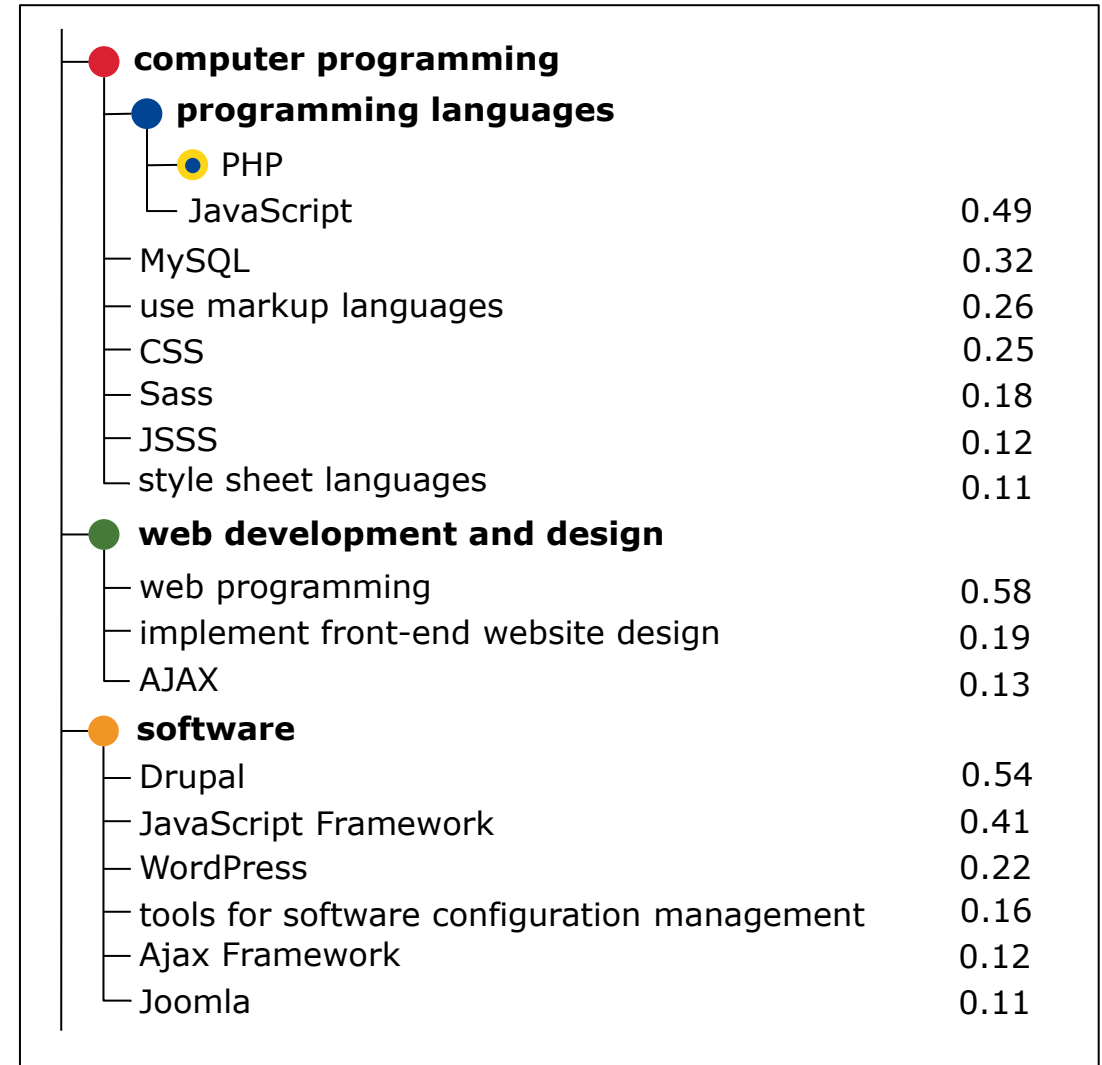 computer programming
programming languages
PHP
JavaScript 0.49
MySQL 0.32
use markup languages 0.26
CSS 0.25
Sass 0.18
JSSS 0.12
style sheet languages 0.11
web development and design
web programming 0.58
implement front-end website design 0.19
AJAX 0.13
software
Drupal 0.54
JavaScript Framework 0.41
WordPress 0.22
tools for software configuration management 0.16
Ajax Framework 0.12
Joomla 0.11